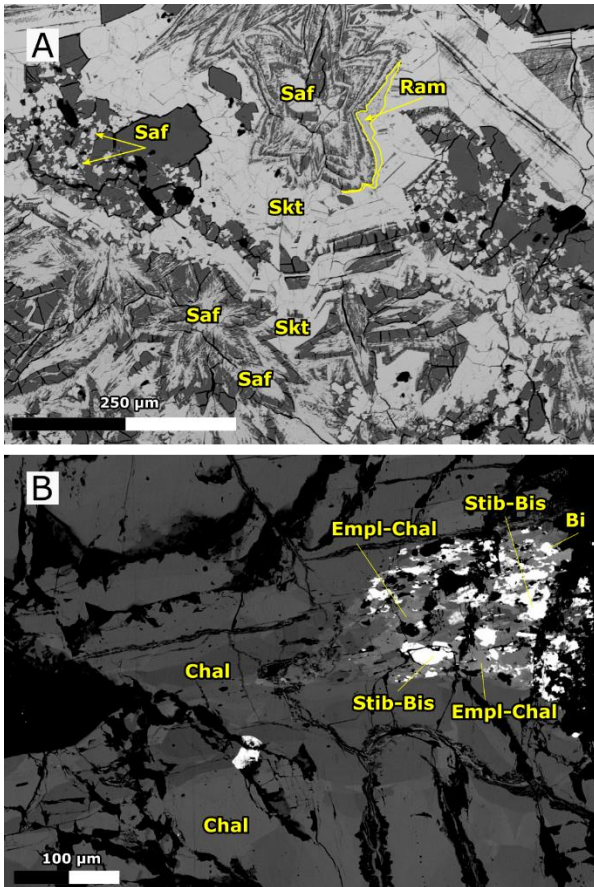 A
Saf
Ram
Saf
Skt
Saf
Skt
Saf
250 µm
B
Stib-Bis
Bi
Empl-Chal
Chal
Stib-Bis
Empl-Chal
Chal
100 µm